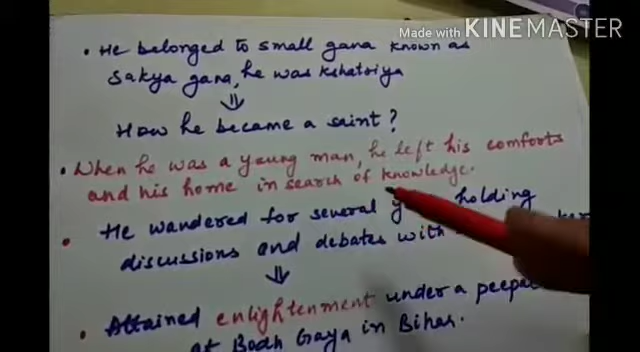 Made with KINEMASTER
• He belonged to small gana known as
Sakya gana, he was kshatriya
⇓
How he became a saint?
• When he was a young man, he left his comforts
and his home in search of knowledge.
• He wandered for several holding
discussions and debates with
⇓
• Attained enlightenment under a peepal
at Bodh Gaya in Bihar.